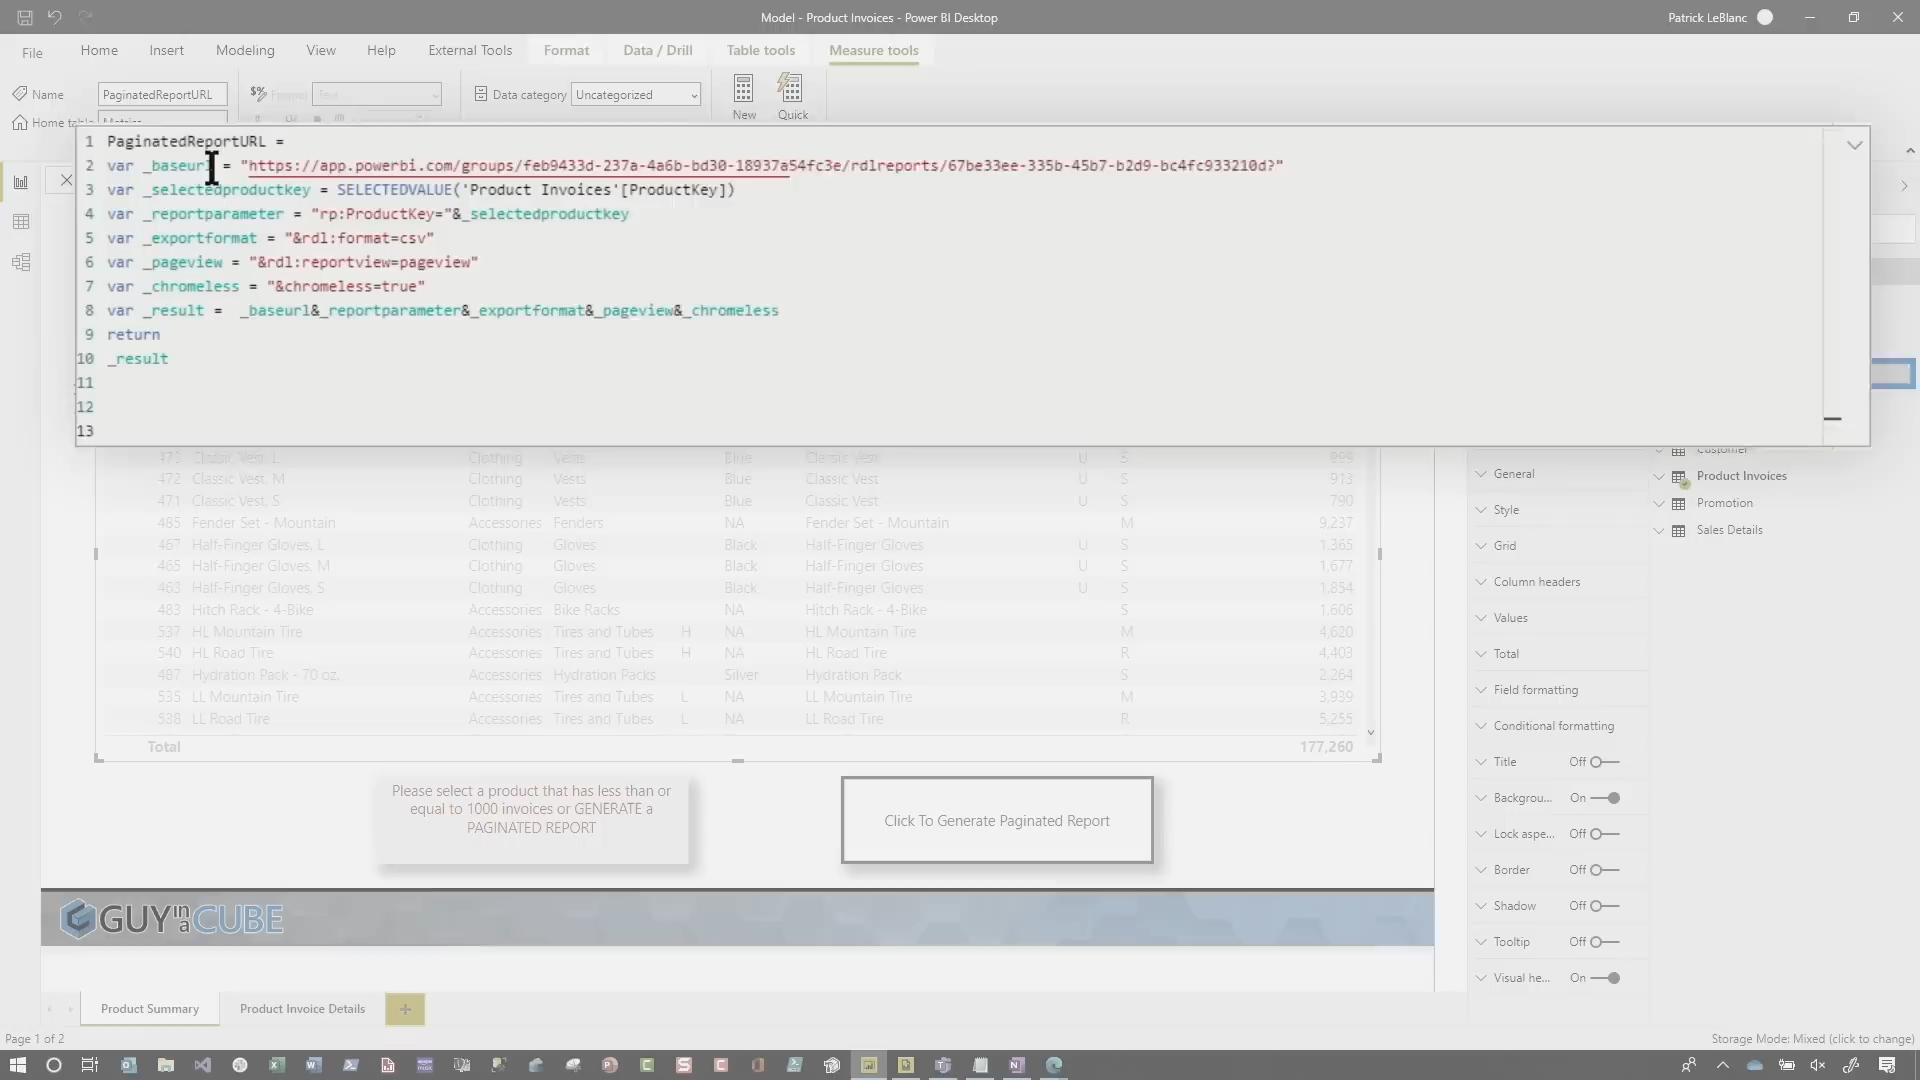 Model - Product Invoices - Power BI Desktop
Patrick LeBlanc
File Home Insert Modeling View Help External Tools Format Data / Drill Table tools Measure tools
Name PaginatedReportURL
Data category Uncategorized
New Quick
1 PaginatedReportURL =
2 var _baseurl = "https://app.powerbi.com/groups/feb9433d-237a-4a6b-bd30-18937a54fc3e/rdlreports/67be33ee-335b-45b7-b2d9-bc4fc933210d?"
3 var _selectedproductkey = SELECTEDVALUE('Product Invoices'[ProductKey])
4 var _reportparameter = "rp:ProductKey="&_selectedproductkey
5 var _exportformat = "&rdl:format=csv"
6 var _pageview = "&rdl:reportview=pageview"
7 var _chromeless = "&chromeless=true"
8 var _result = _baseurl&_reportparameter&_exportformat&_pageview&_chromeless
9 return
10 _result
11
12
13
472 Classic Vest, M Clothing Vests Blue Classic Vest U S 913
471 Classic Vest, S Clothing Vests Blue Classic Vest U S 790
485 Fender Set - Mountain Accessories Fenders NA Fender Set - Mountain M 9,237
467 Half-Finger Gloves, L Clothing Gloves Black Half-Finger Gloves U S 1,365
465 Half-Finger Gloves, M Clothing Gloves Black Half-Finger Gloves U S 1,677
463 Half-Finger Gloves, S Clothing Gloves Black Half-Finger Gloves U S 1,854
483 Hitch Rack - 4-Bike Accessories Bike Racks NA Hitch Rack - 4-Bike S 1,606
537 HL Mountain Tire Accessories Tires and Tubes H NA HL Mountain Tire M 4,620
540 HL Road Tire Accessories Tires and Tubes H NA HL Road Tire R 4,403
487 Hydration Pack - 70 oz. Accessories Hydration Packs Silver Hydration Pack S 2,264
535 LL Mountain Tire Accessories Tires and Tubes L NA LL Mountain Tire M 3,939
538 LL Road Tire Accessories Tires and Tubes L NA LL Road Tire R 5,255
Total 177,260
Please select a product that has less than or
equal to 1000 invoices or GENERATE a
PAGINATED REPORT
Click To Generate Paginated Report
GUY in a CUBE
General
Style
Grid
Column headers
Values
Total
Field formatting
Conditional formatting
Title Off
Backgrou... On
Lock aspe... Off
Border Off
Shadow Off
Tooltip Off
Visual he... On
Customer
Product Invoices
Promotion
Sales Details
Product Summary Product Invoice Details +
Page 1 of 2
Storage Mode: Mixed (click to change)